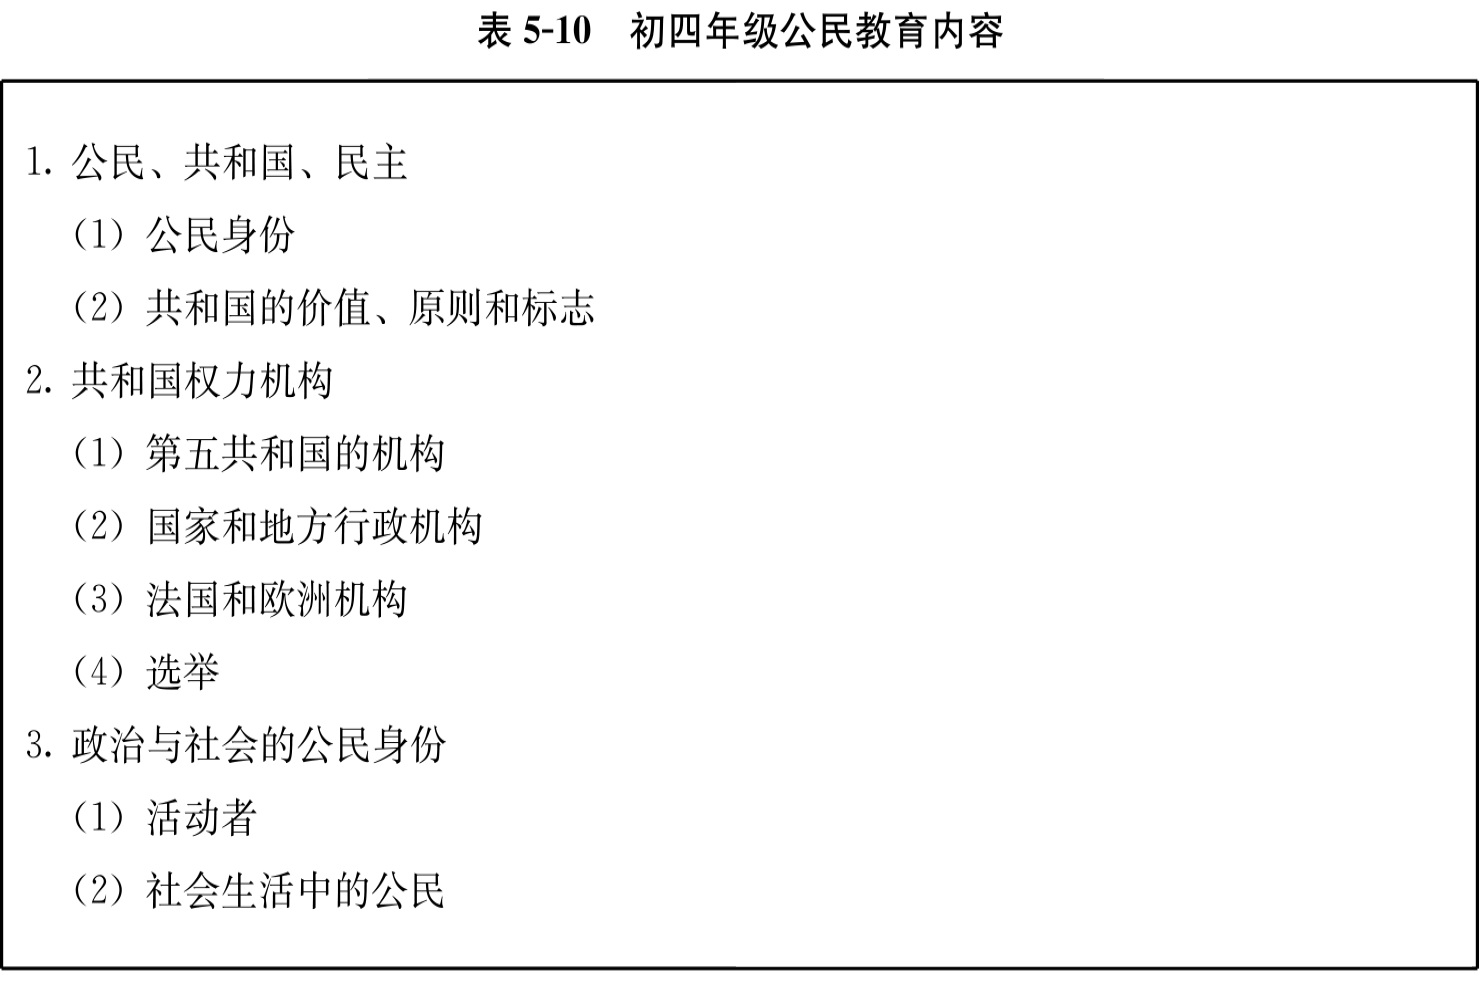 表 5-10 初四年级公民教育内容
1. 公民、共和国、民主
（1）公民身份
（2）共和国的价值、原则和标志
2. 共和国权力机构
（1）第五共和国的机构
（2）国家和地方行政机构
（3）法国和欧洲机构
（4）选举
3. 政治与社会的公民身份
（1）活动者
（2）社会生活中的公民